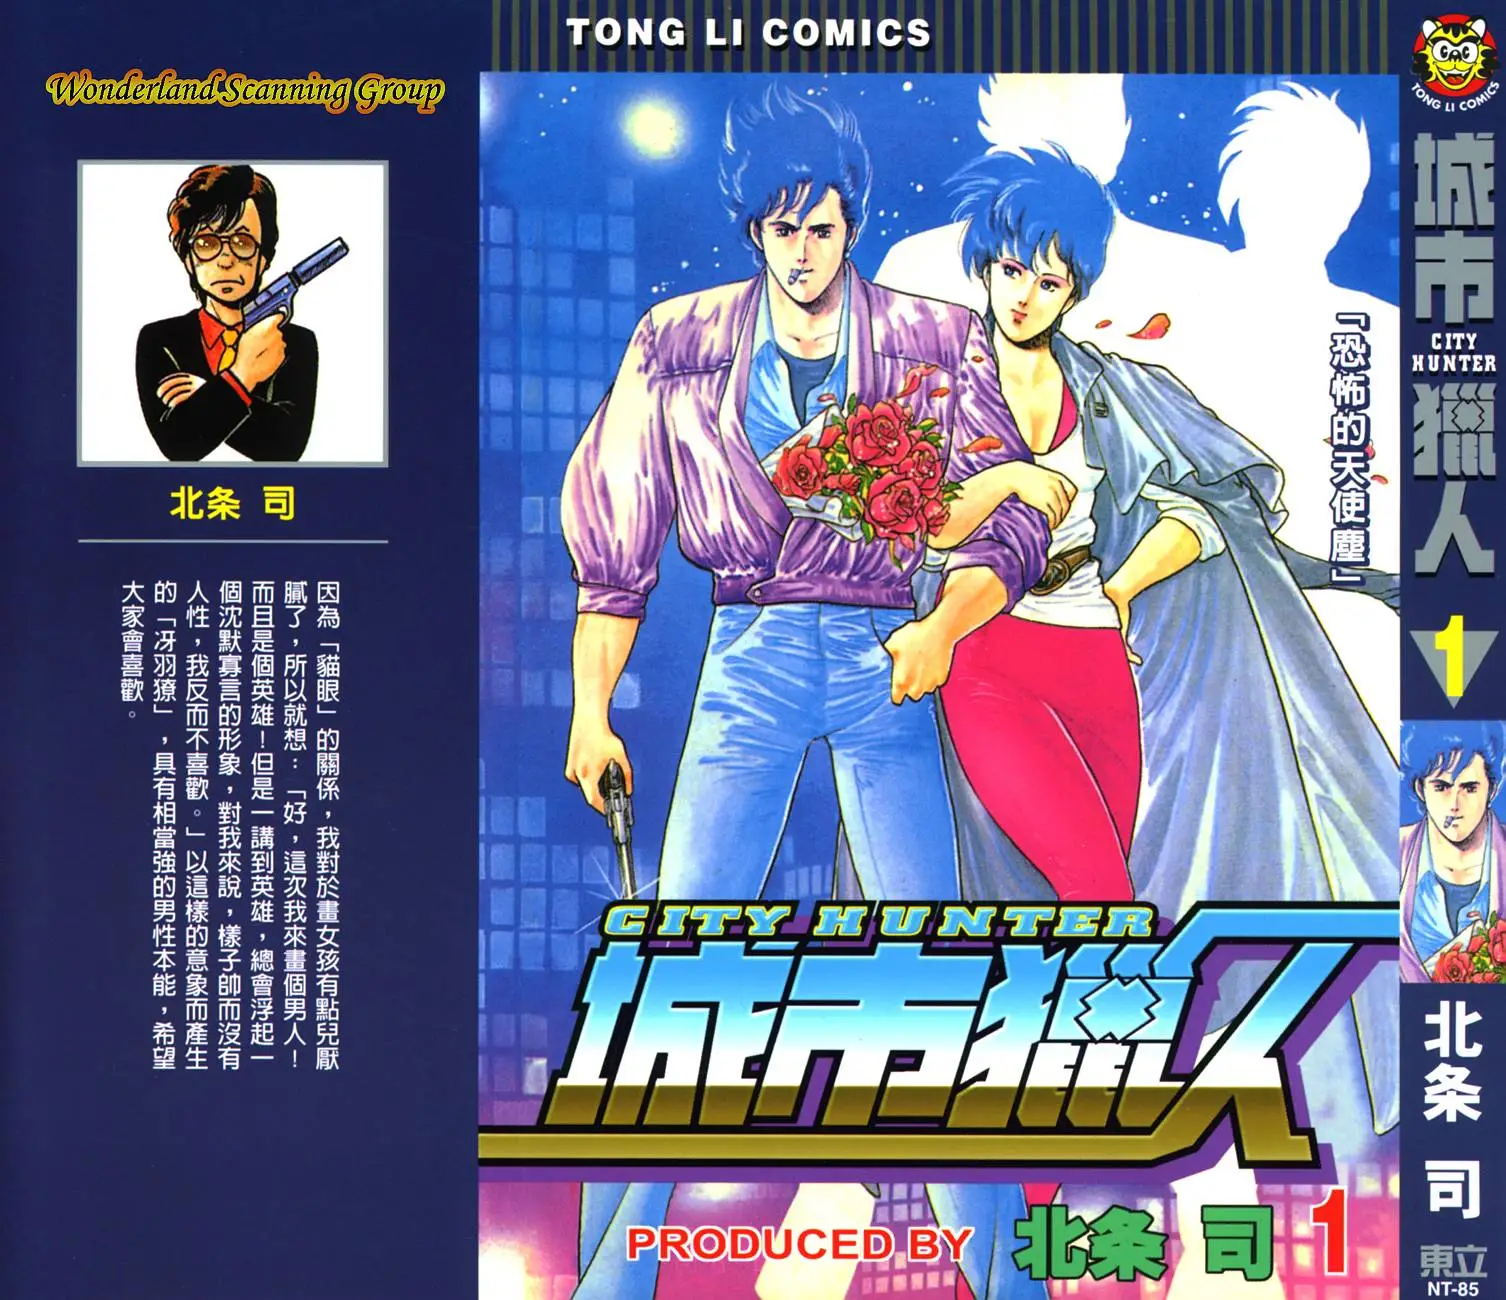 Wonderland Scanning Group
北条 司
因為「貓眼」的關係，我對於畫女孩有點兒厭
膩了，所以就想：「好，這次我來畫個男人！
而且是個英雄！但是一講到英雄，總會浮起一
個沈默寡言的形象，對我來說，樣子帥而沒有
人性，我反而不喜歡。」以這樣的意象而產生
的「冴羽獠」，具有相當強的男性本能，希望
大家會喜歡。
TONG LI COMICS
『恐怖的天使塵』
CITY HUNTER
城市獵人
PRODUCED BY 北条 司 1
TONG LI COMICS
城市
CITY
HUNTER
獵人
1
北条 司
東立
NT-85